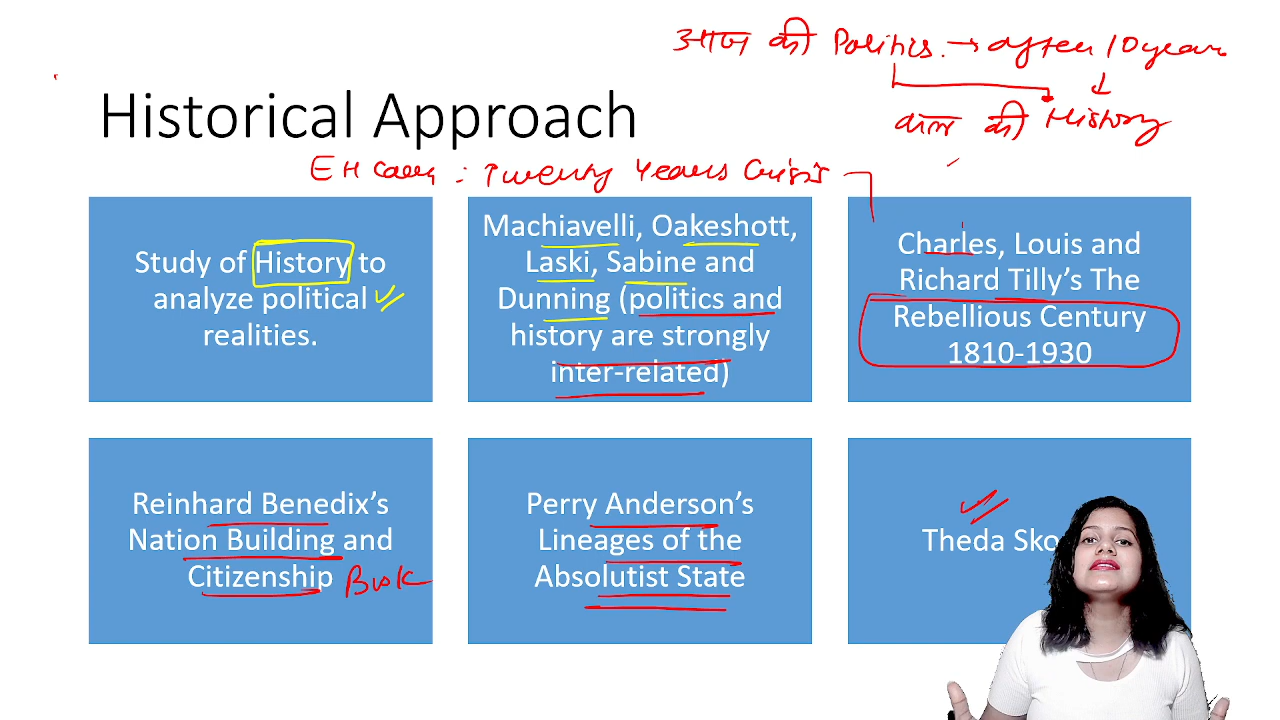 आज की Politics → after 10 year
Historical Approach
कल की History
EH Carr : Twenty Years Crisis
Study of History to
analyze political
realities.
Machiavelli, Oakeshott,
Laski, Sabine and
Dunning (politics and
history are strongly
inter-related)
Charles, Louis and
Richard Tilly's The
Rebellious Century
1810-1930
Reinhard Benedix's
Nation Building and
Citizenship Book
Perry Anderson's
Lineages of the
Absolutist State
Theda Sko